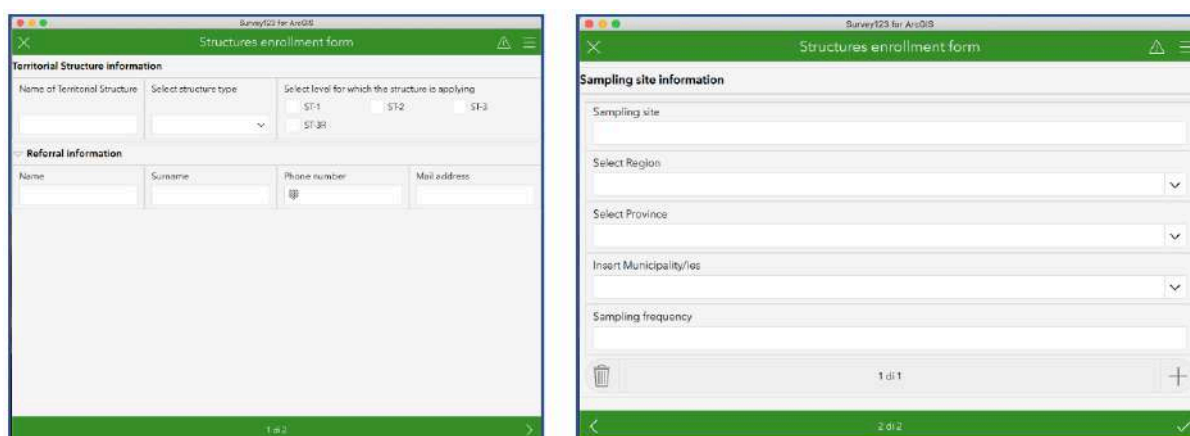 Survey123 for ArcGIS
Structures enrollment form
Territorial Structure information
Name of Territorial Structure
Select structure type
Select level for which the structure is applying
ST-1
ST-2
ST-3
ST-3R
Referral information
Name
Surname
Phone number
Mail address
1 di 2
Survey123 for ArcGIS
Structures enrollment form
Sampling site information
Sampling site
Select Region
Select Province
Insert Municipality/ies
Sampling frequency
1 di 1
2 di 2